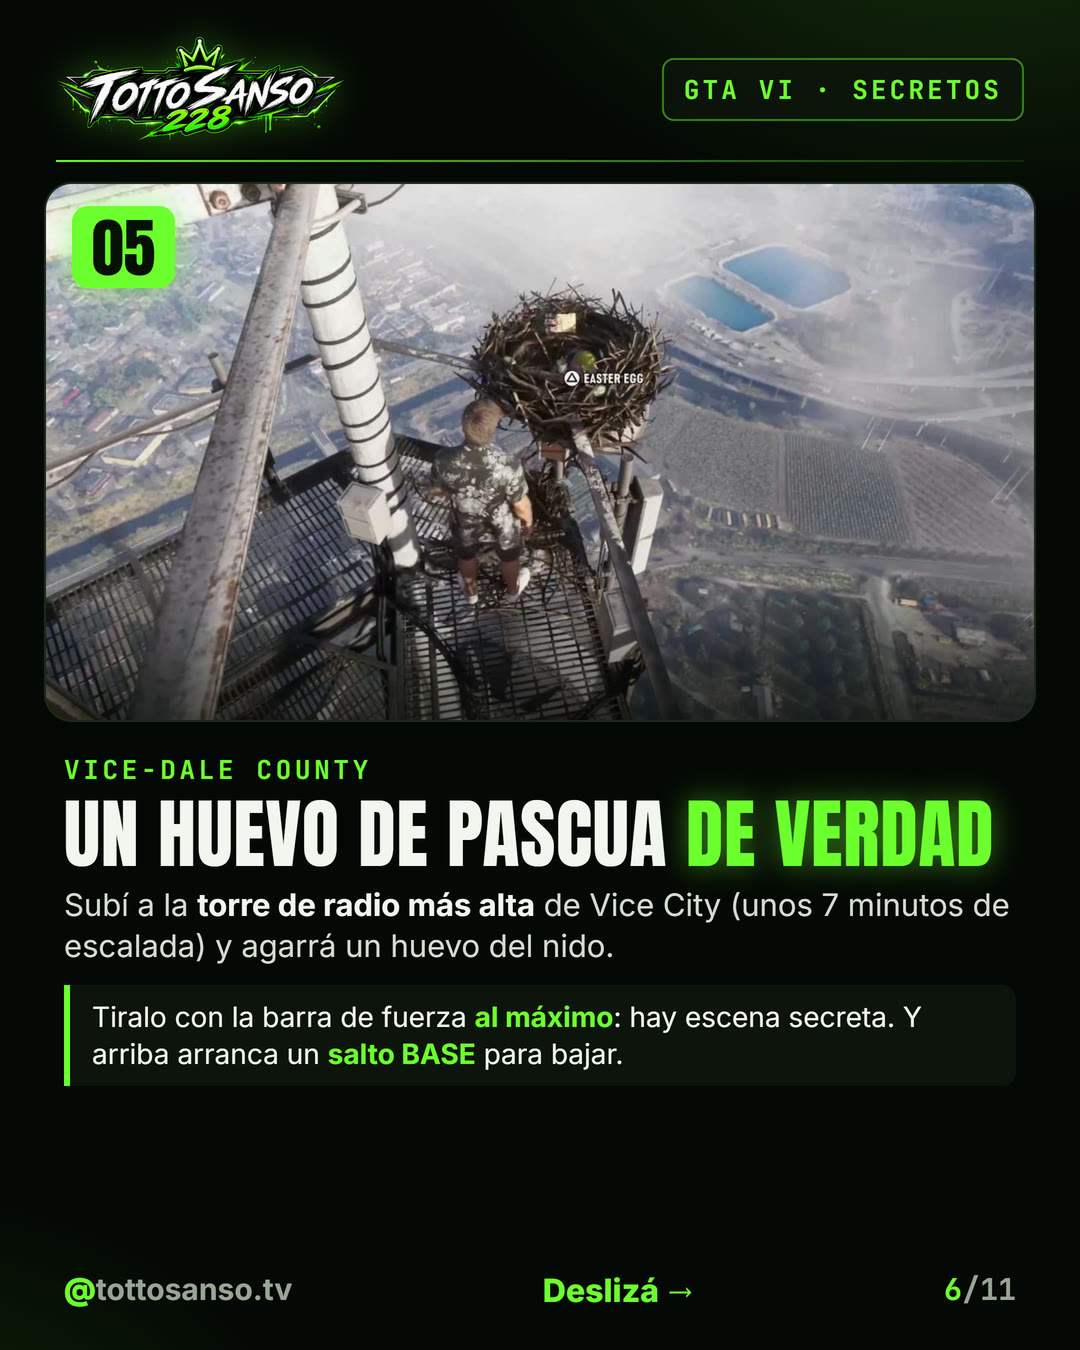 TOTTOSANSO
228
GTA VI · SECRETOS
05
EASTER EGG
VICE-DALE COUNTY
UN HUEVO DE PASCUA DE VERDAD
Subí a la torre de radio más alta de Vice City (unos 7 minutos de
escalada) y agarrá un huevo del nido.
Tiralo con la barra de fuerza al máximo: hay escena secreta. Y
arriba arranca un salto BASE para bajar.
@tottosanso.tv
Deslizá →
6/11